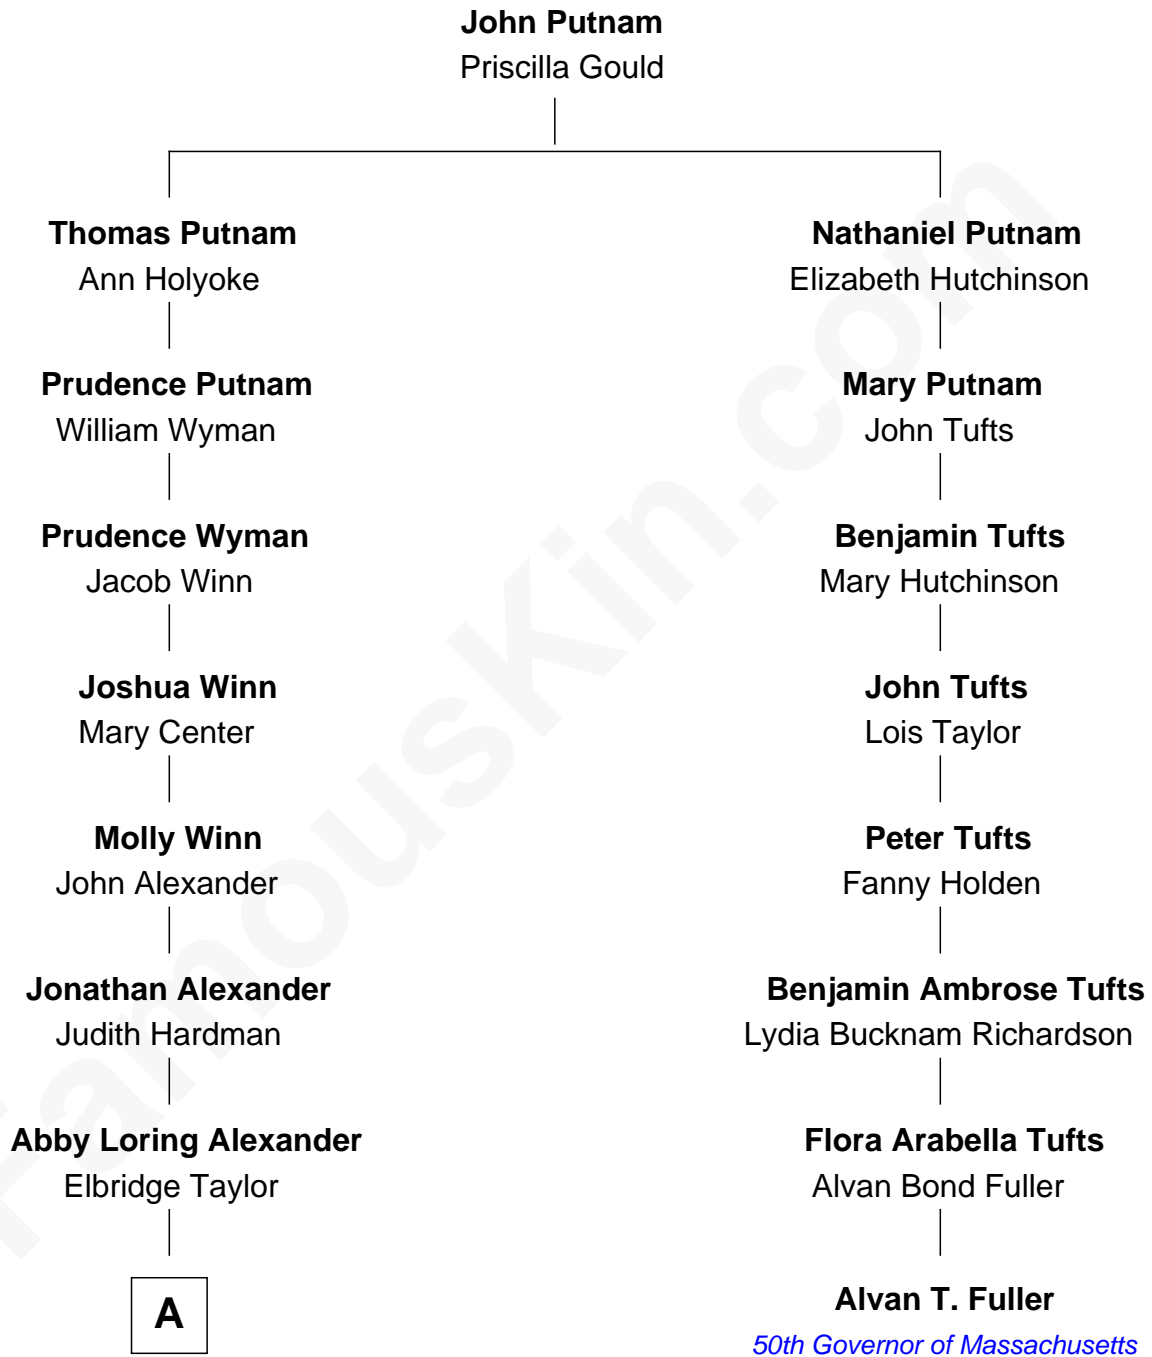 John Putnam
Priscilla Gould
Thomas Putnam
Ann Holyoke
Prudence Putnam
William Wyman
Prudence Wyman
Jacob Winn
Joshua Winn
Mary Center
Molly Winn
John Alexander
Jonathan Alexander
Judith Hardman
Abby Loring Alexander
Elbridge Taylor
A
Nathaniel Putnam
Elizabeth Hutchinson
Mary Putnam
John Tufts
Benjamin Tufts
Mary Hutchinson
John Tufts
Lois Taylor
Peter Tufts
Fanny Holden
Benjamin Ambrose Tufts
Lydia Bucknam Richardson
Flora Arabella Tufts
Alvan Bond Fuller
Alvan T. Fuller
50th Governor of Massachusetts
FamousKin.com